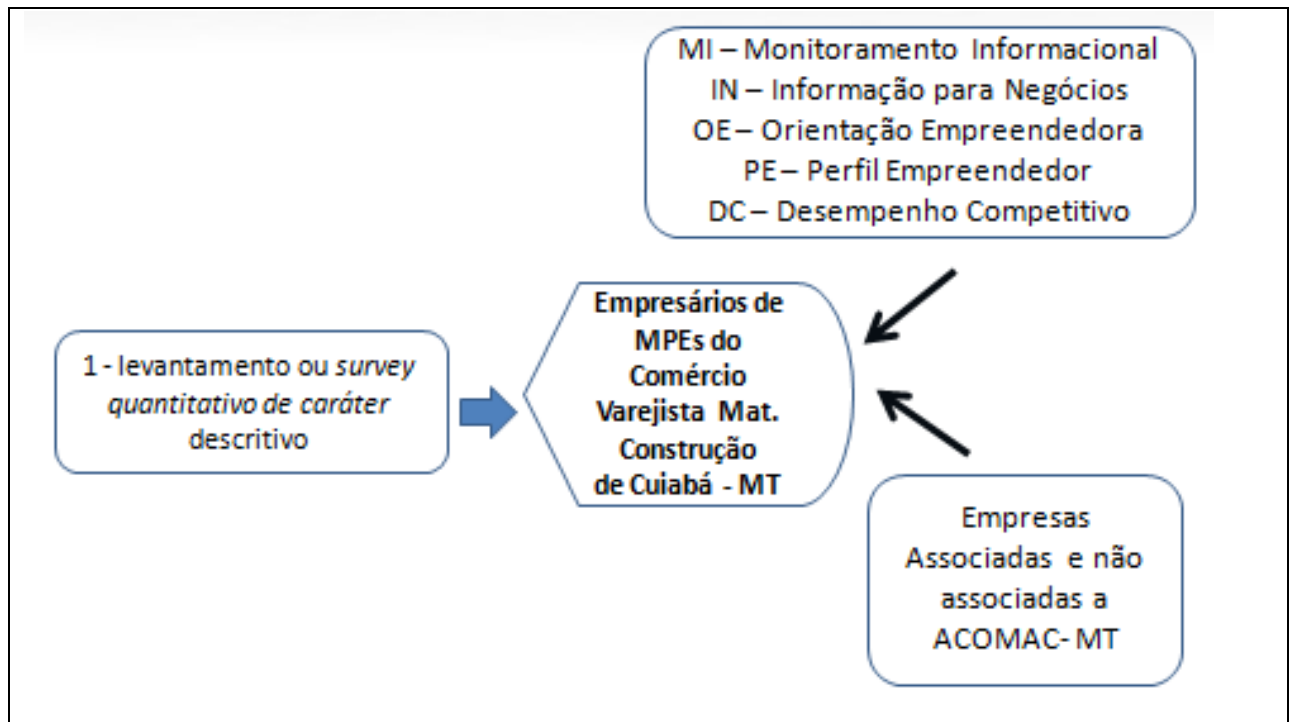 MI – Monitoramento Informacional
IN – Informação para Negócios
OE – Orientação Empreendedora
PE – Perfil Empreendedor
DC – Desempenho Competitivo
1 - levantamento ou survey
quantitativo de caráter
descritivo
Empresários de
MPEs do
Comércio
Varejista Mat.
Construção
de Cuiabá - MT
Empresas
Associadas e não
associadas a
ACOMAC- MT